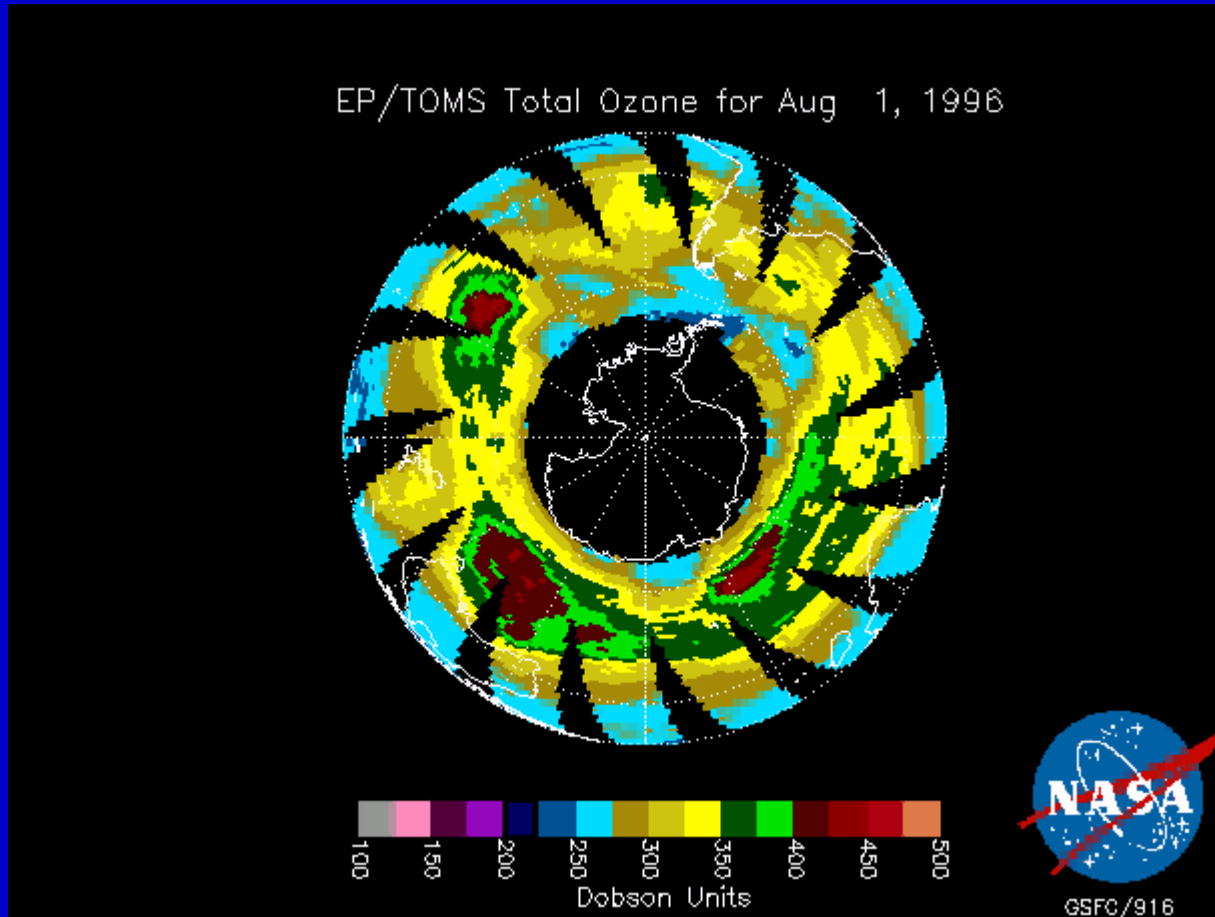 EP/TOMS Total Ozone for Aug 1, 1996
100 150 200 250 300 350 400 450 500
Dobson Units
NASA
GSFC/916